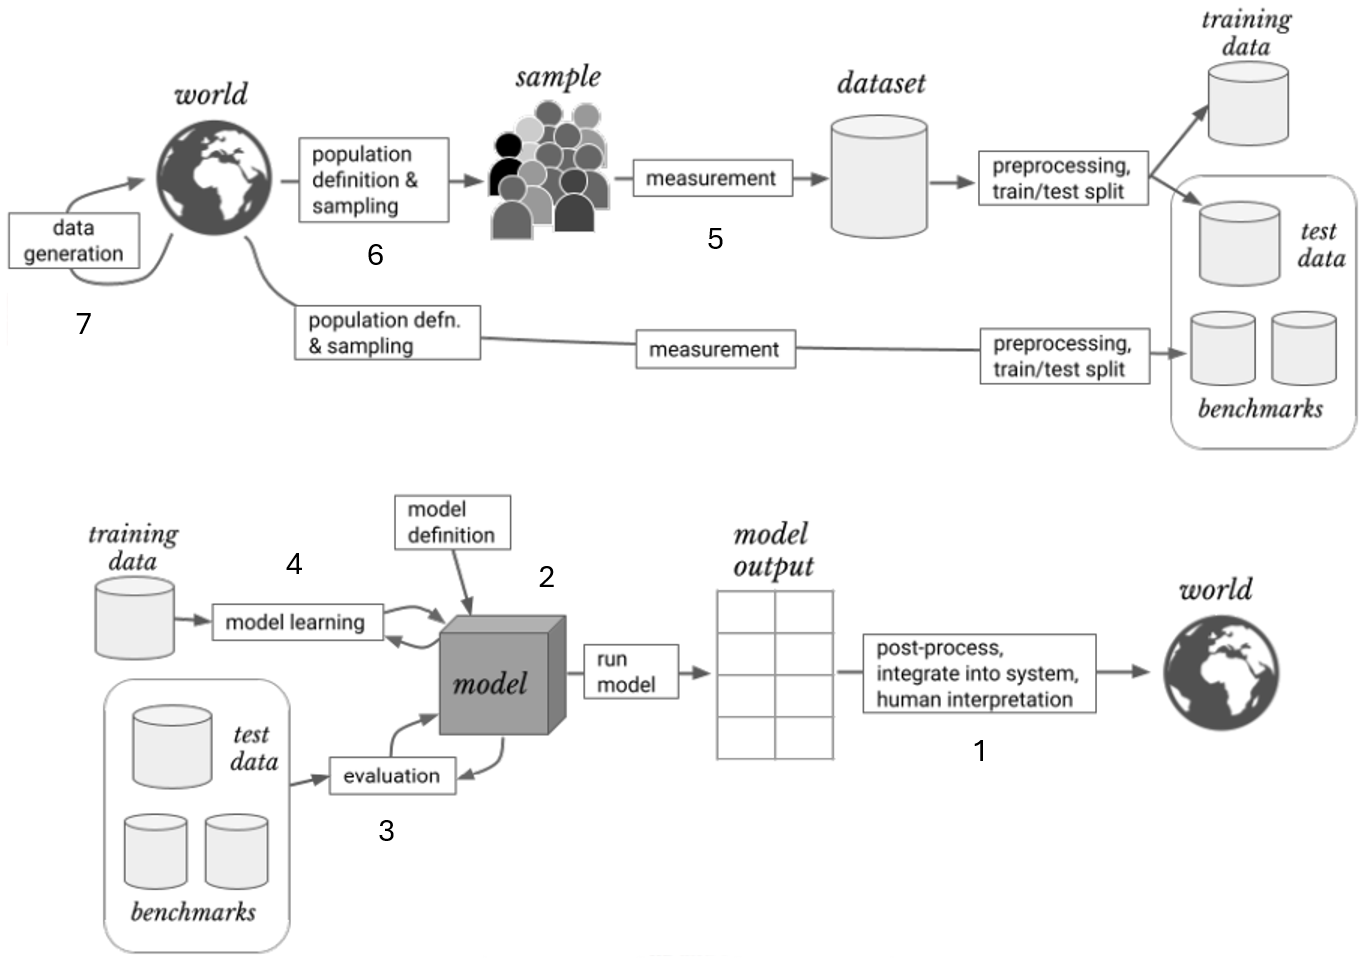 training
data
sample
dataset
world
population
definition &
sampling
measurement
preprocessing,
train/test split
data
generation
6
5
test
data
7
population defn.
& sampling
measurement
preprocessing,
train/test split
benchmarks
model
definition
training
data
4
2
model
output
world
model learning
model
run
model
post-process,
integrate into system,
human interpretation
1
test
data
evaluation
3
benchmarks